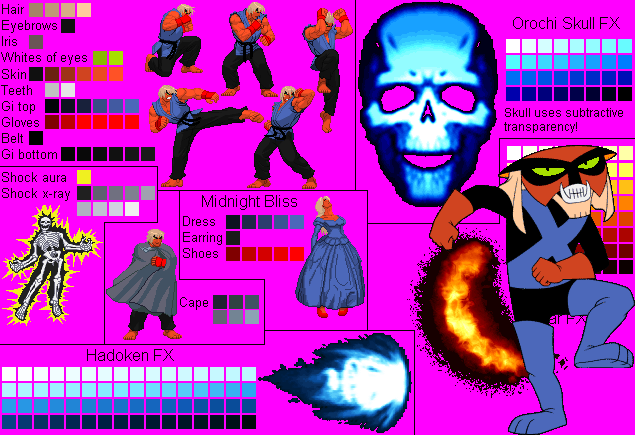 Hair
Eyebrows
Iris
Whites of eyes
Skin
Teeth
Gi top
Gloves
Belt
Gi bottom
Shock aura
Shock x-ray
Midnight Bliss
Dress
Earring
Shoes
Cape
Orochi Skull FX
Skull uses subtractive
transparency!
FX
Hadoken FX